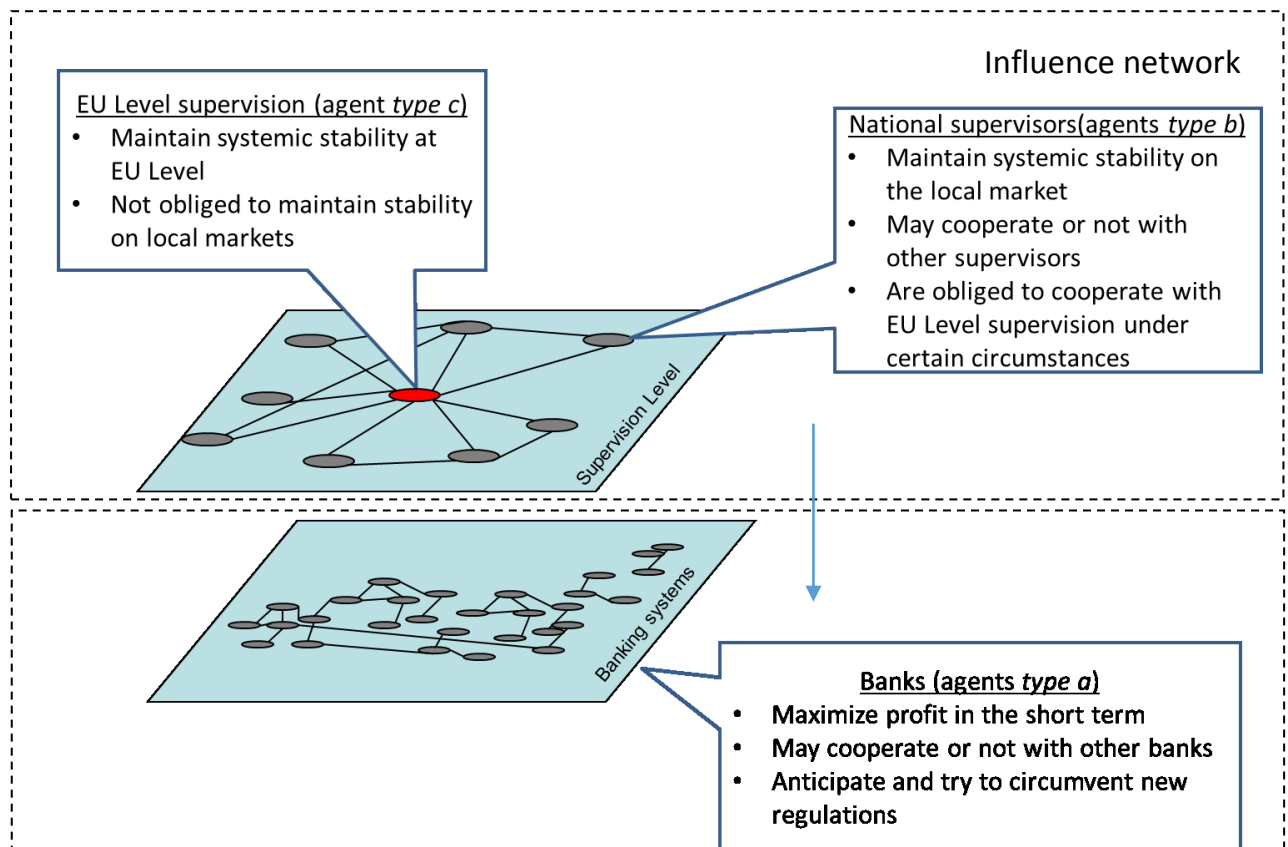 Influence network
EU Level supervision (agent type c)
• Maintain systemic stability at
EU Level
• Not obliged to maintain stability
on local markets
National supervisors(agents type b)
• Maintain systemic stability on
the local market
• May cooperate or not with
other supervisors
• Are obliged to cooperate with
EU Level supervision under
certain circumstances
Supervision Level
Banking systems
Banks (agents type a)
• Maximize profit in the short term
• May cooperate or not with other banks
• Anticipate and try to circumvent new
regulations